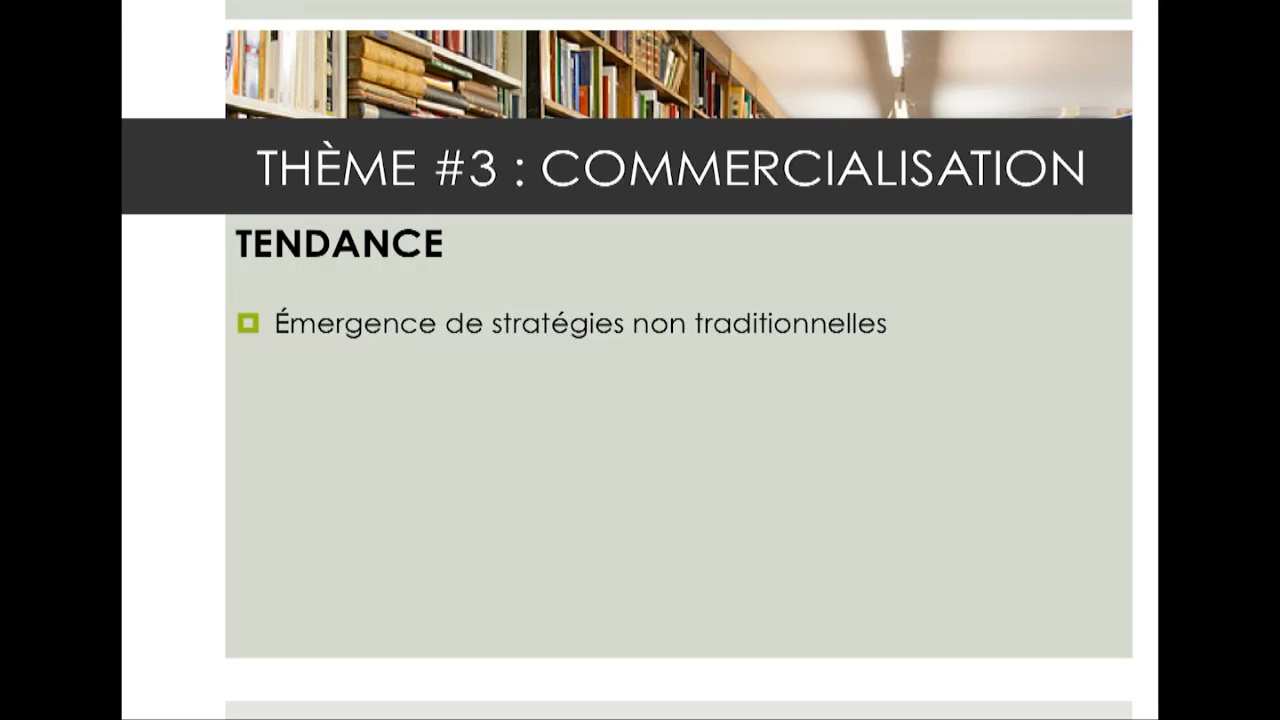 THÈME #3 : COMMERCIALISATION
TENDANCE
Émergence de stratégies non traditionnelles